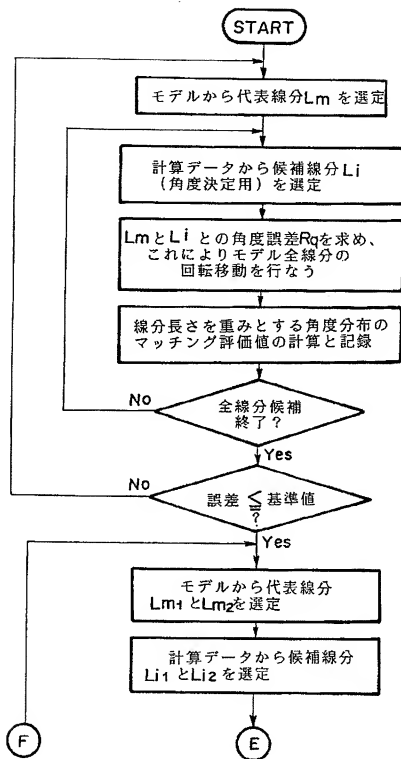 START
モデルから代表線分Lm を選定
計算データから候補線分Li
(角度決定用)を選定
LmとLi との角度誤差Rqを求め、
これによりモデル全線分の
回転移動を行なう
線分長さを重みとする角度分布の
マッチング評価値の計算と記録
No
全線分候補
終了?
Yes
No
誤差 ≦ 基準値
?
Yes
モデルから代表線分
Lm1 とLm2を選定
計算データから候補線分
Li1 とLi2 を選定
F
E